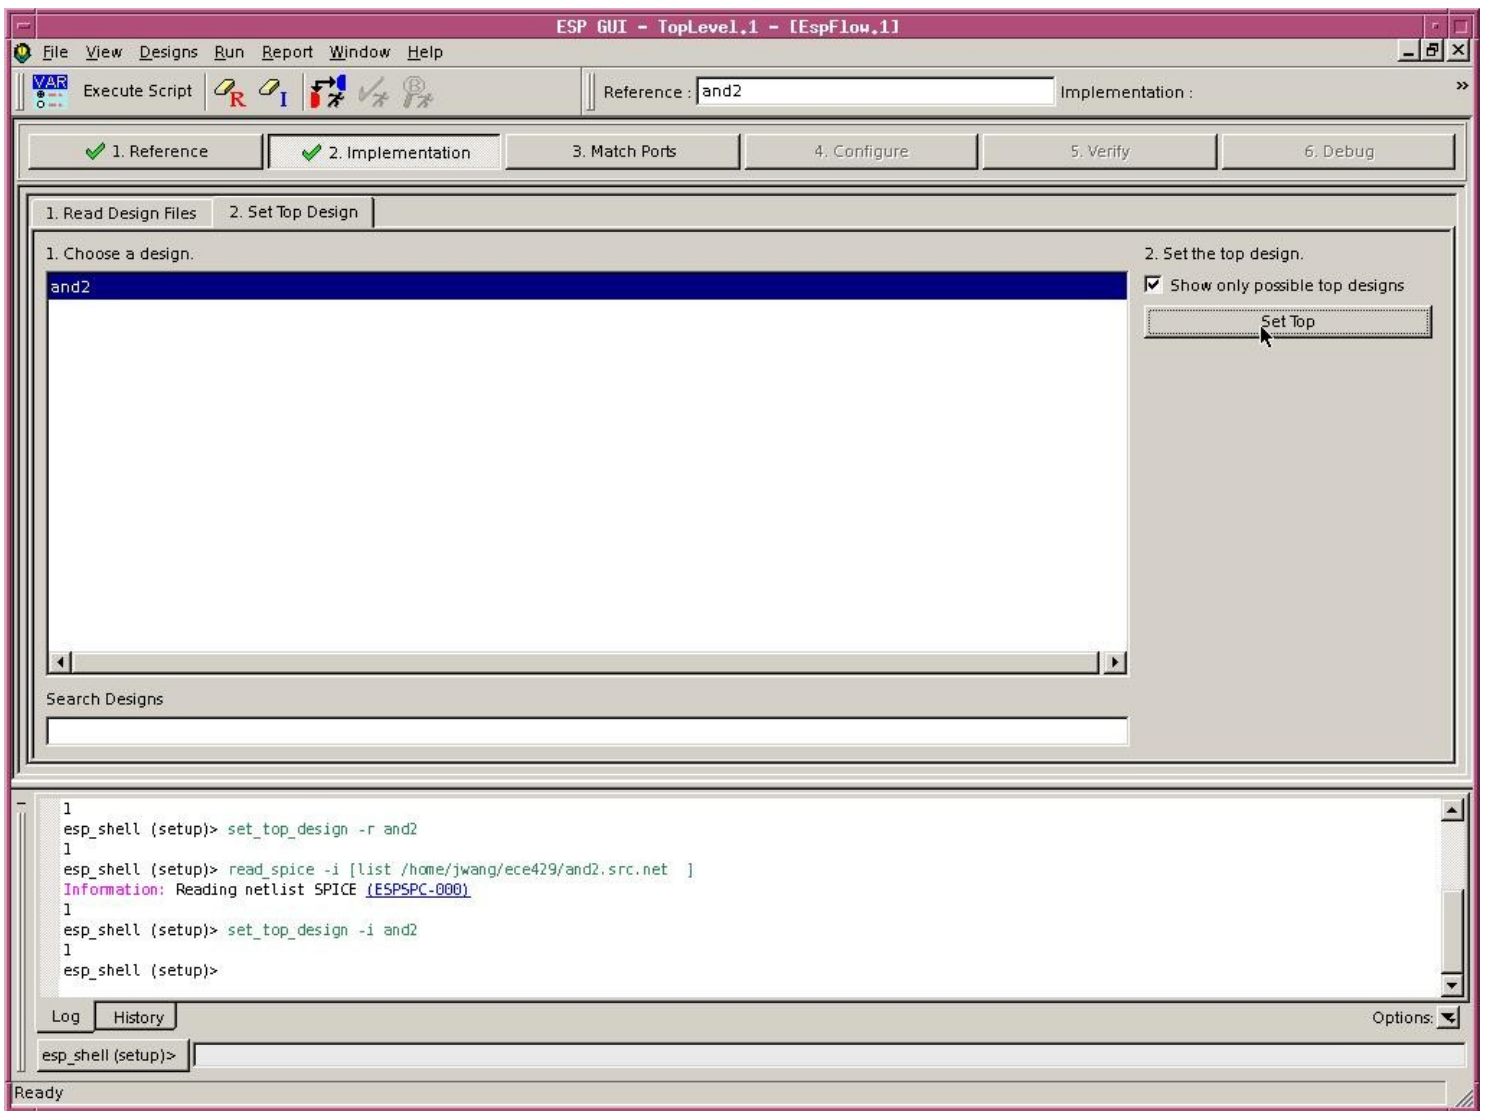 ESP GUI - TopLevel.1 - [EspFlow.1]
File View Designs Run Report Window Help
VAR Execute Script R I Reference : and2 Implementation : »
1. Reference 2. Implementation 3. Match Ports 4. Configure 5. Verify 6. Debug
1. Read Design Files 2. Set Top Design
1. Choose a design. 2. Set the top design.
and2 Show only possible top designs
Set Top
Search Designs
1
esp_shell (setup)> set_top_design -r and2
1
esp_shell (setup)> read_spice -i [list /home/jwang/ece429/and2.src.net ]
Information: Reading netlist SPICE (ESPSPC-000)
1
esp_shell (setup)> set_top_design -i and2
1
esp_shell (setup)>
Log History Options:
esp_shell (setup)>
Ready